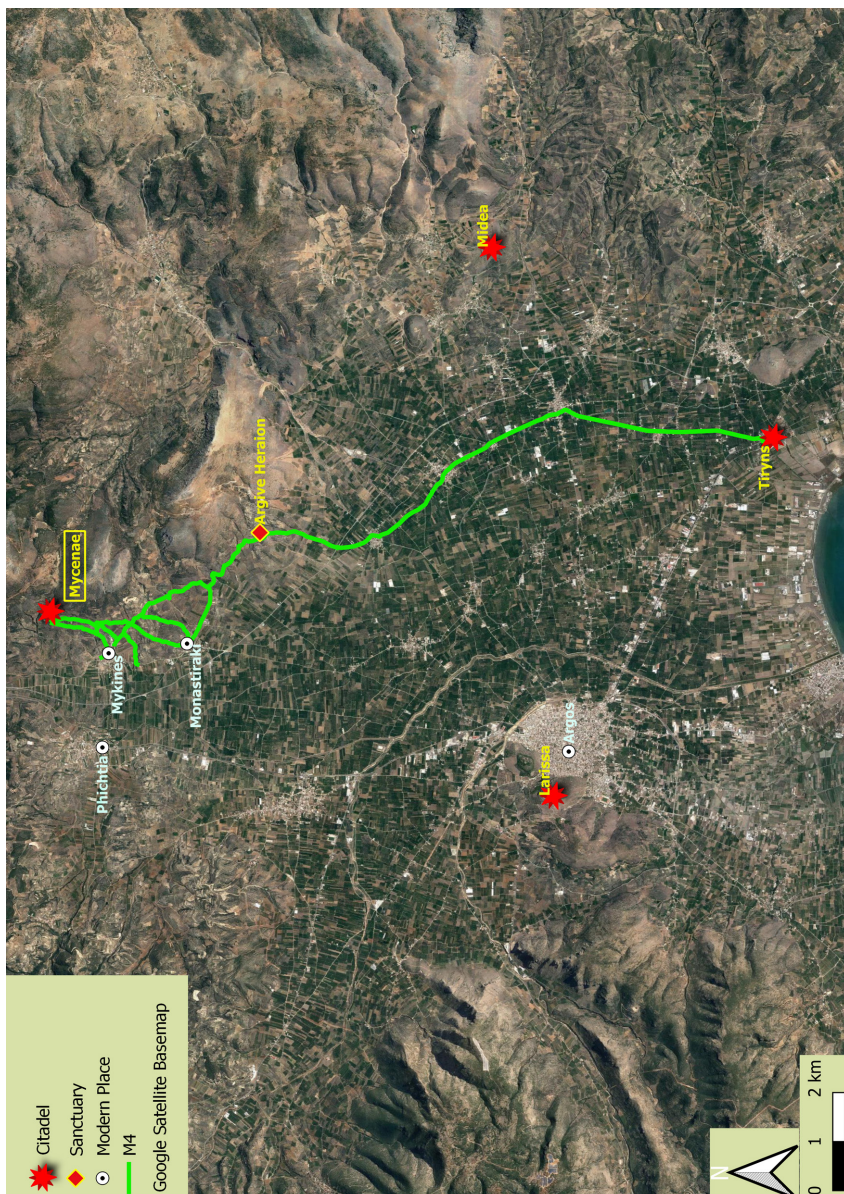 Mycenae
Mykines
Phichtia
Monastiraki
Argive Heraion
Midea
Larissa
Argos
Tiryns
Citadel
Sanctuary
Modern Place
M4
Google Satellite Basemap
N
0 1 2 km